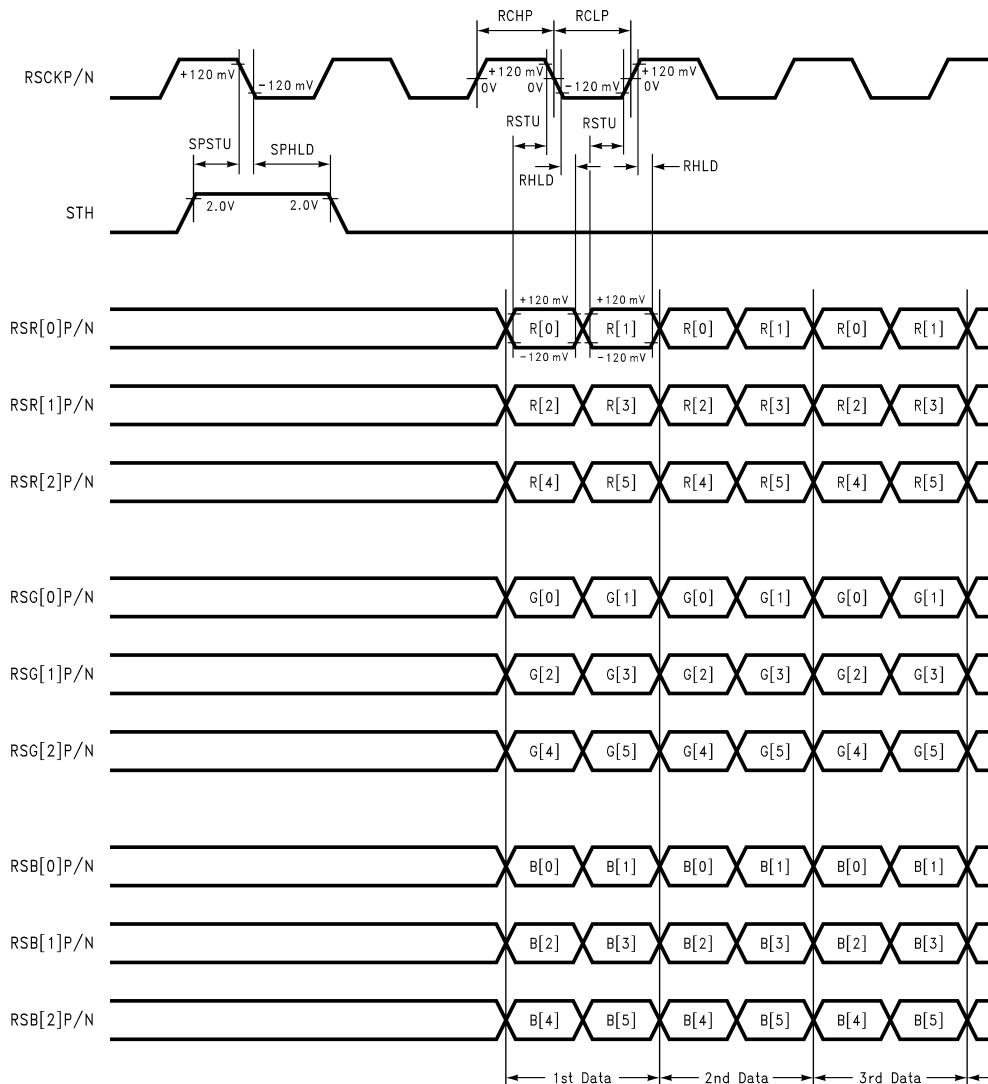 RCHP RCLP
RSCKP/N +120 mV -120 mV 0V +120 mV 0V -120 mV +120 mV 0V
SPSTU SPHLD RSTU RSTU
RHLD RHLD
STH 2.0V 2.0V
+120 mV +120 mV
RSR[0]P/N R[0] R[1] R[0] R[1] R[0] R[1]
-120 mV -120 mV
RSR[1]P/N R[2] R[3] R[2] R[3] R[2] R[3]
RSR[2]P/N R[4] R[5] R[4] R[5] R[4] R[5]
RSG[0]P/N G[0] G[1] G[0] G[1] G[0] G[1]
RSG[1]P/N G[2] G[3] G[2] G[3] G[2] G[3]
RSG[2]P/N G[4] G[5] G[4] G[5] G[4] G[5]
RSB[0]P/N B[0] B[1] B[0] B[1] B[0] B[1]
RSB[1]P/N B[2] B[3] B[2] B[3] B[2] B[3]
RSB[2]P/N B[4] B[5] B[4] B[5] B[4] B[5]
1st Data 2nd Data 3rd Data